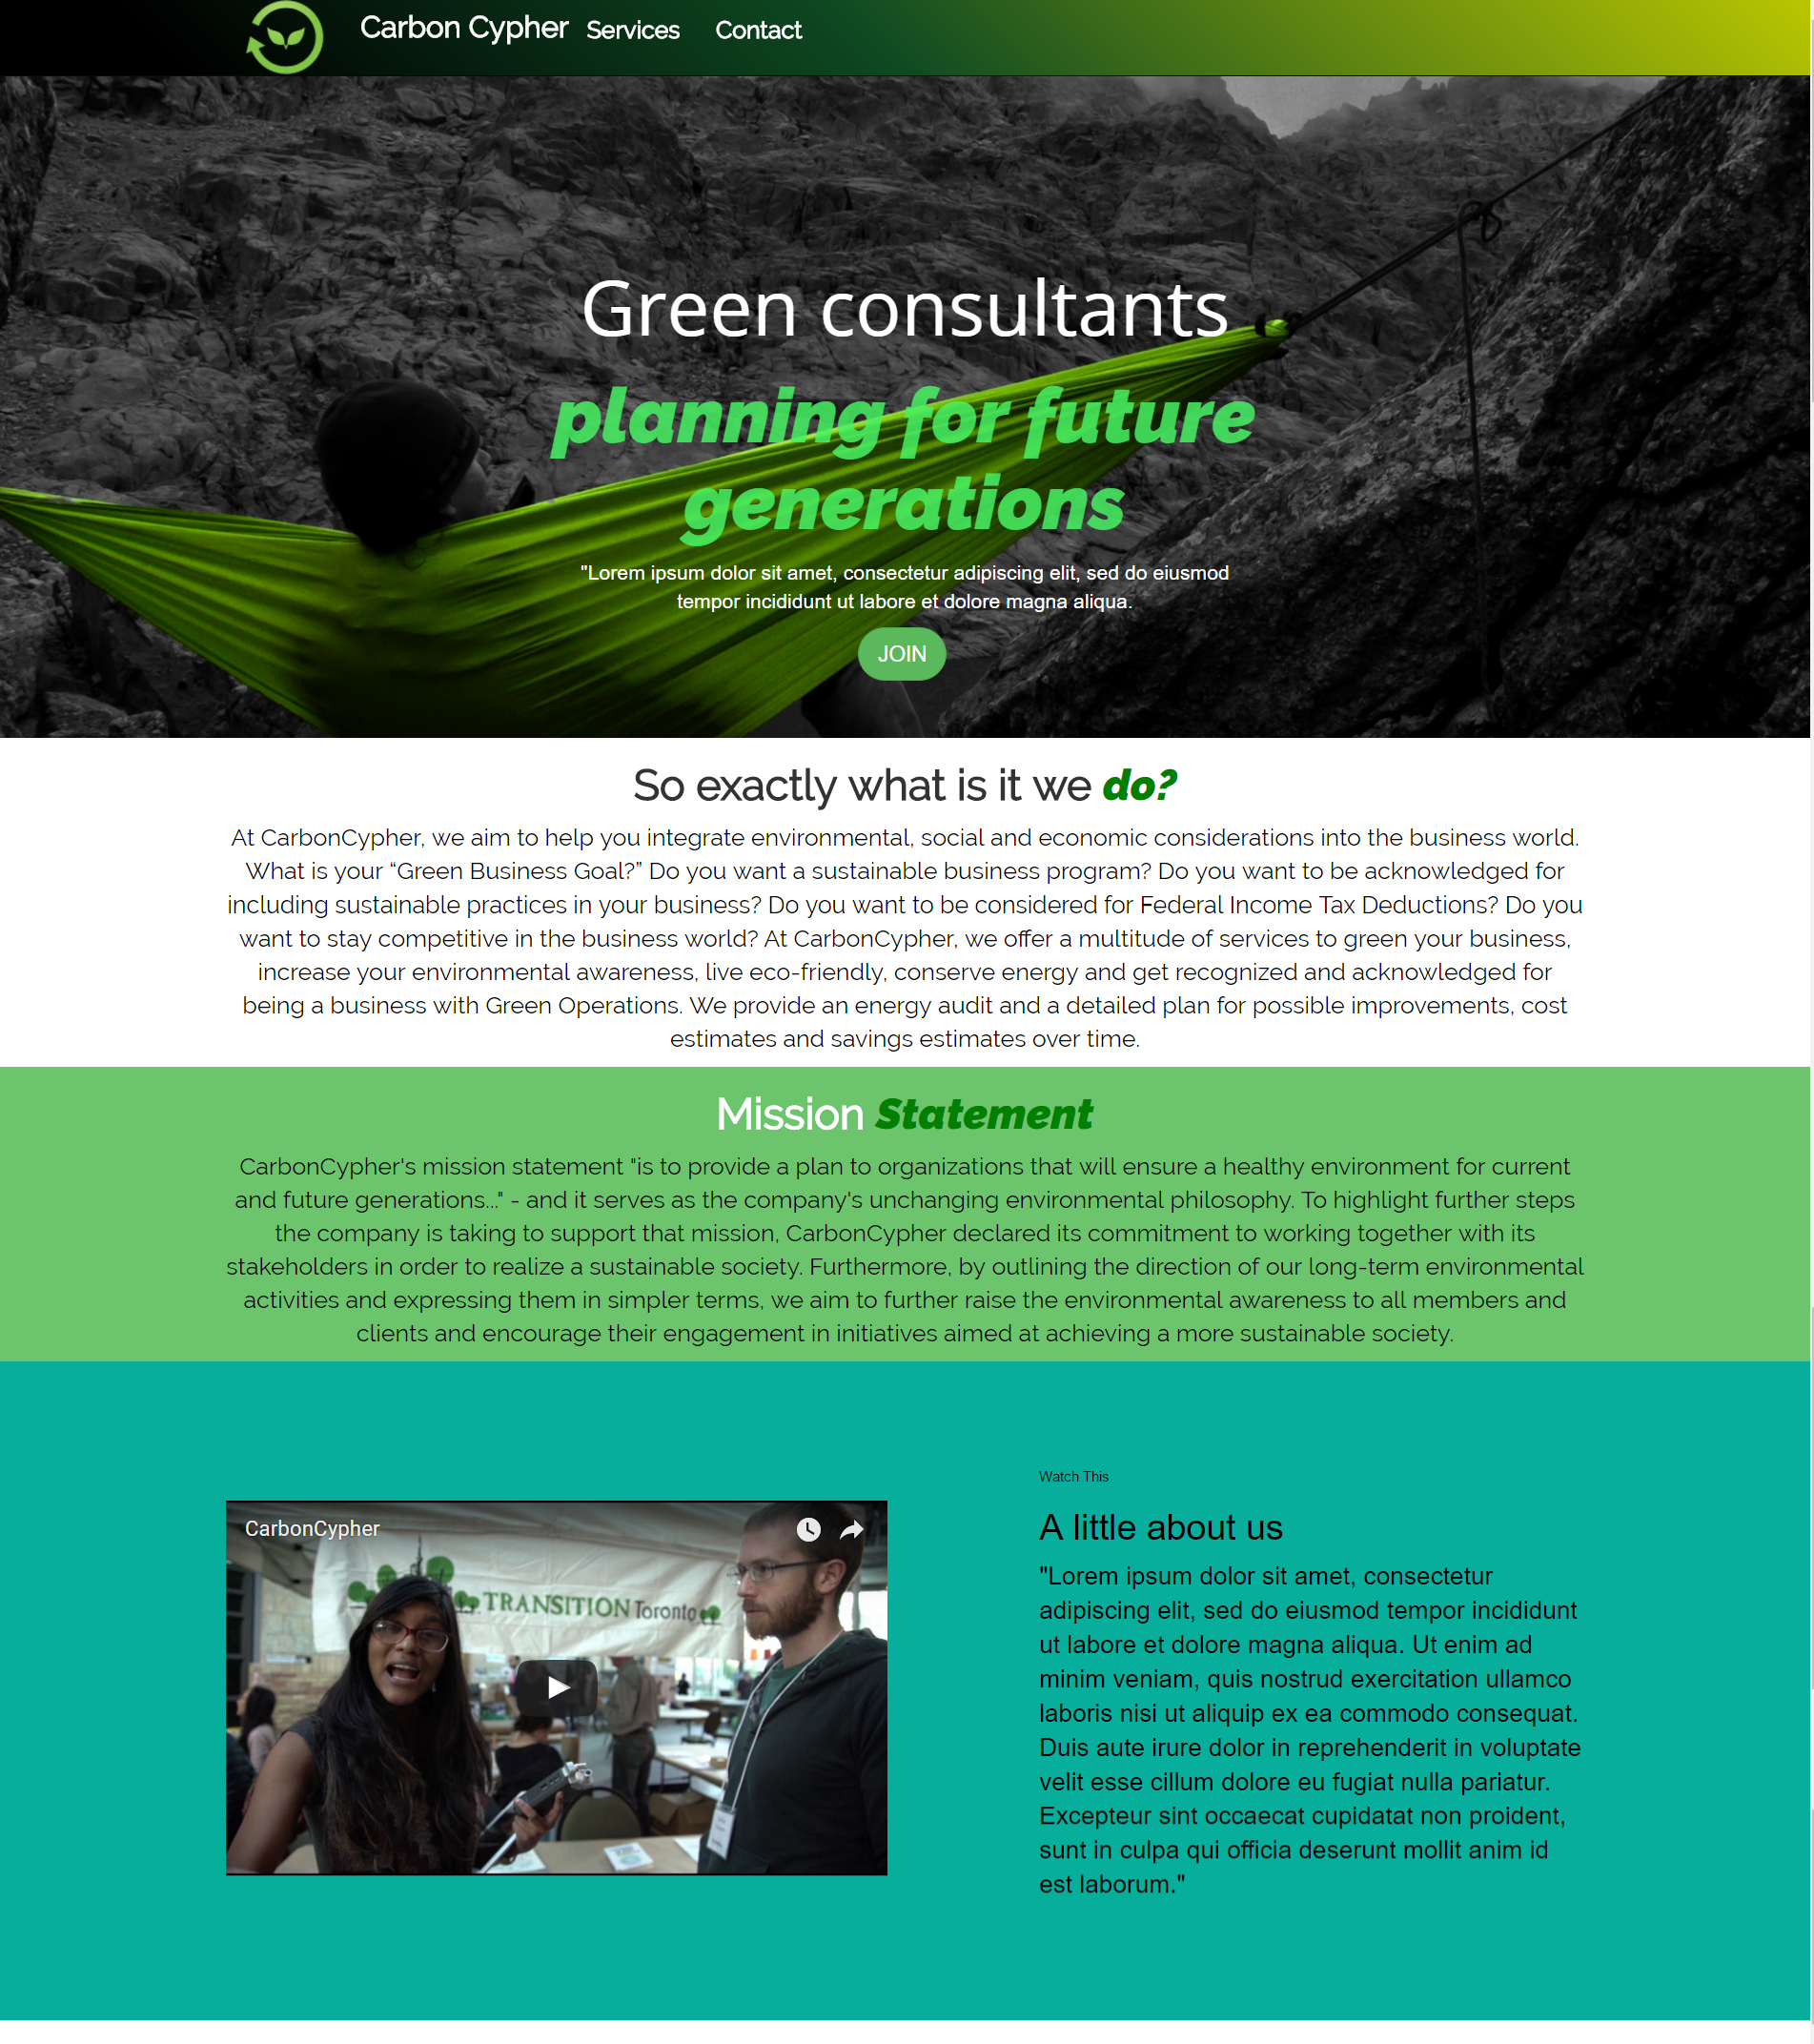 Carbon Cypher Services Contact
Green consultants
planning for future
generations
"Lorem ipsum dolor sit amet, consectetur adipiscing elit, sed do eiusmod
tempor incididunt ut labore et dolore magna aliqua.
JOIN
So exactly what is it we do?
At CarbonCypher, we aim to help you integrate environmental, social and economic considerations into the business world.
What is your “Green Business Goal?” Do you want a sustainable business program? Do you want to be acknowledged for
including sustainable practices in your business? Do you want to be considered for Federal Income Tax Deductions? Do you
want to stay competitive in the business world? At CarbonCypher, we offer a multitude of services to green your business,
increase your environmental awareness, live eco-friendly, conserve energy and get recognized and acknowledged for
being a business with Green Operations. We provide an energy audit and a detailed plan for possible improvements, cost
estimates and savings estimates over time.
Mission Statement
CarbonCypher's mission statement "is to provide a plan to organizations that will ensure a healthy environment for current
and future generations..." - and it serves as the company's unchanging environmental philosophy. To highlight further steps
the company is taking to support that mission, CarbonCypher declared its commitment to working together with its
stakeholders in order to realize a sustainable society. Furthermore, by outlining the direction of our long-term environmental
activities and expressing them in simpler terms, we aim to further raise the environmental awareness to all members and
clients and encourage their engagement in initiatives aimed at achieving a more sustainable society.
CarbonCypher
TRANSITION Toronto
Watch This
A little about us
"Lorem ipsum dolor sit amet, consectetur
adipiscing elit, sed do eiusmod tempor incididunt
ut labore et dolore magna aliqua. Ut enim ad
minim veniam, quis nostrud exercitation ullamco
laboris nisi ut aliquip ex ea commodo consequat.
Duis aute irure dolor in reprehenderit in voluptate
velit esse cillum dolore eu fugiat nulla pariatur.
Excepteur sint occaecat cupidatat non proident,
sunt in culpa qui officia deserunt mollit anim id
est laborum."